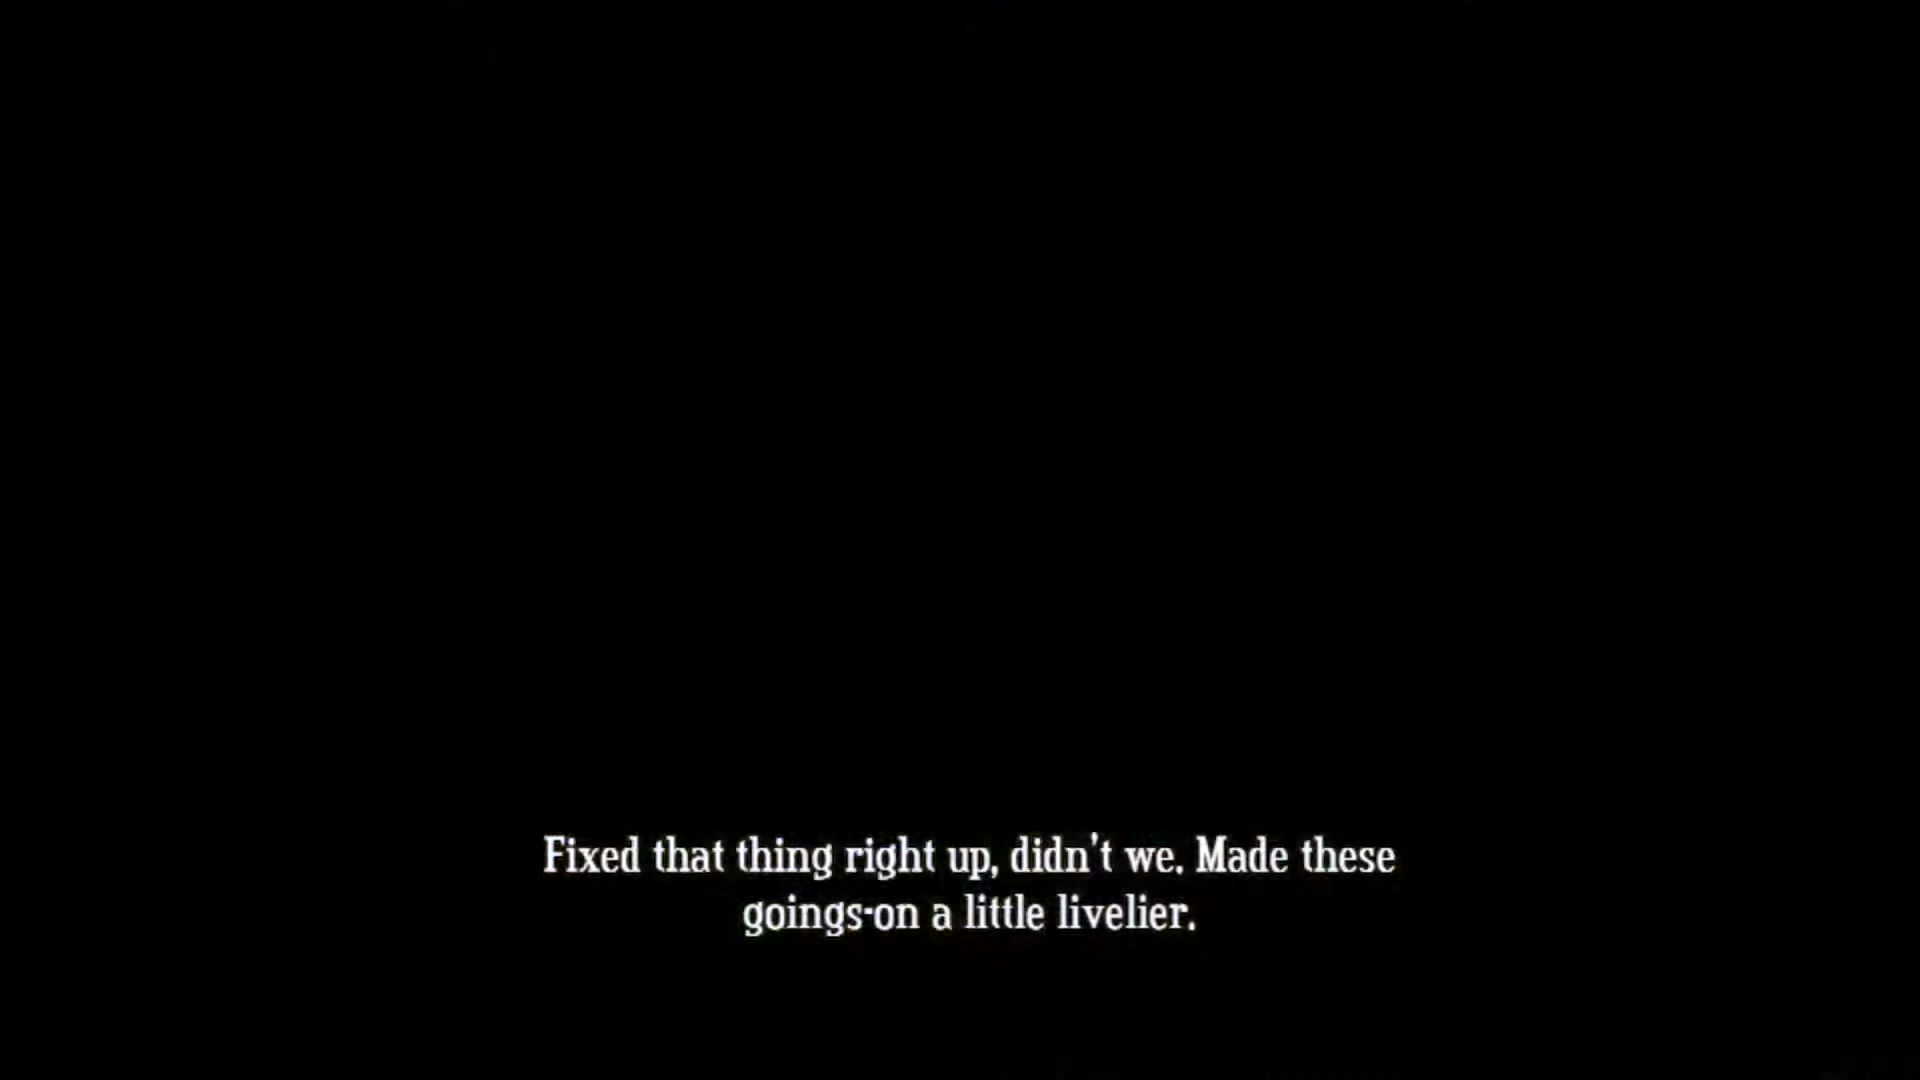 Fixed that thing right up, didn't we. Made these
goings-on a little livelier.